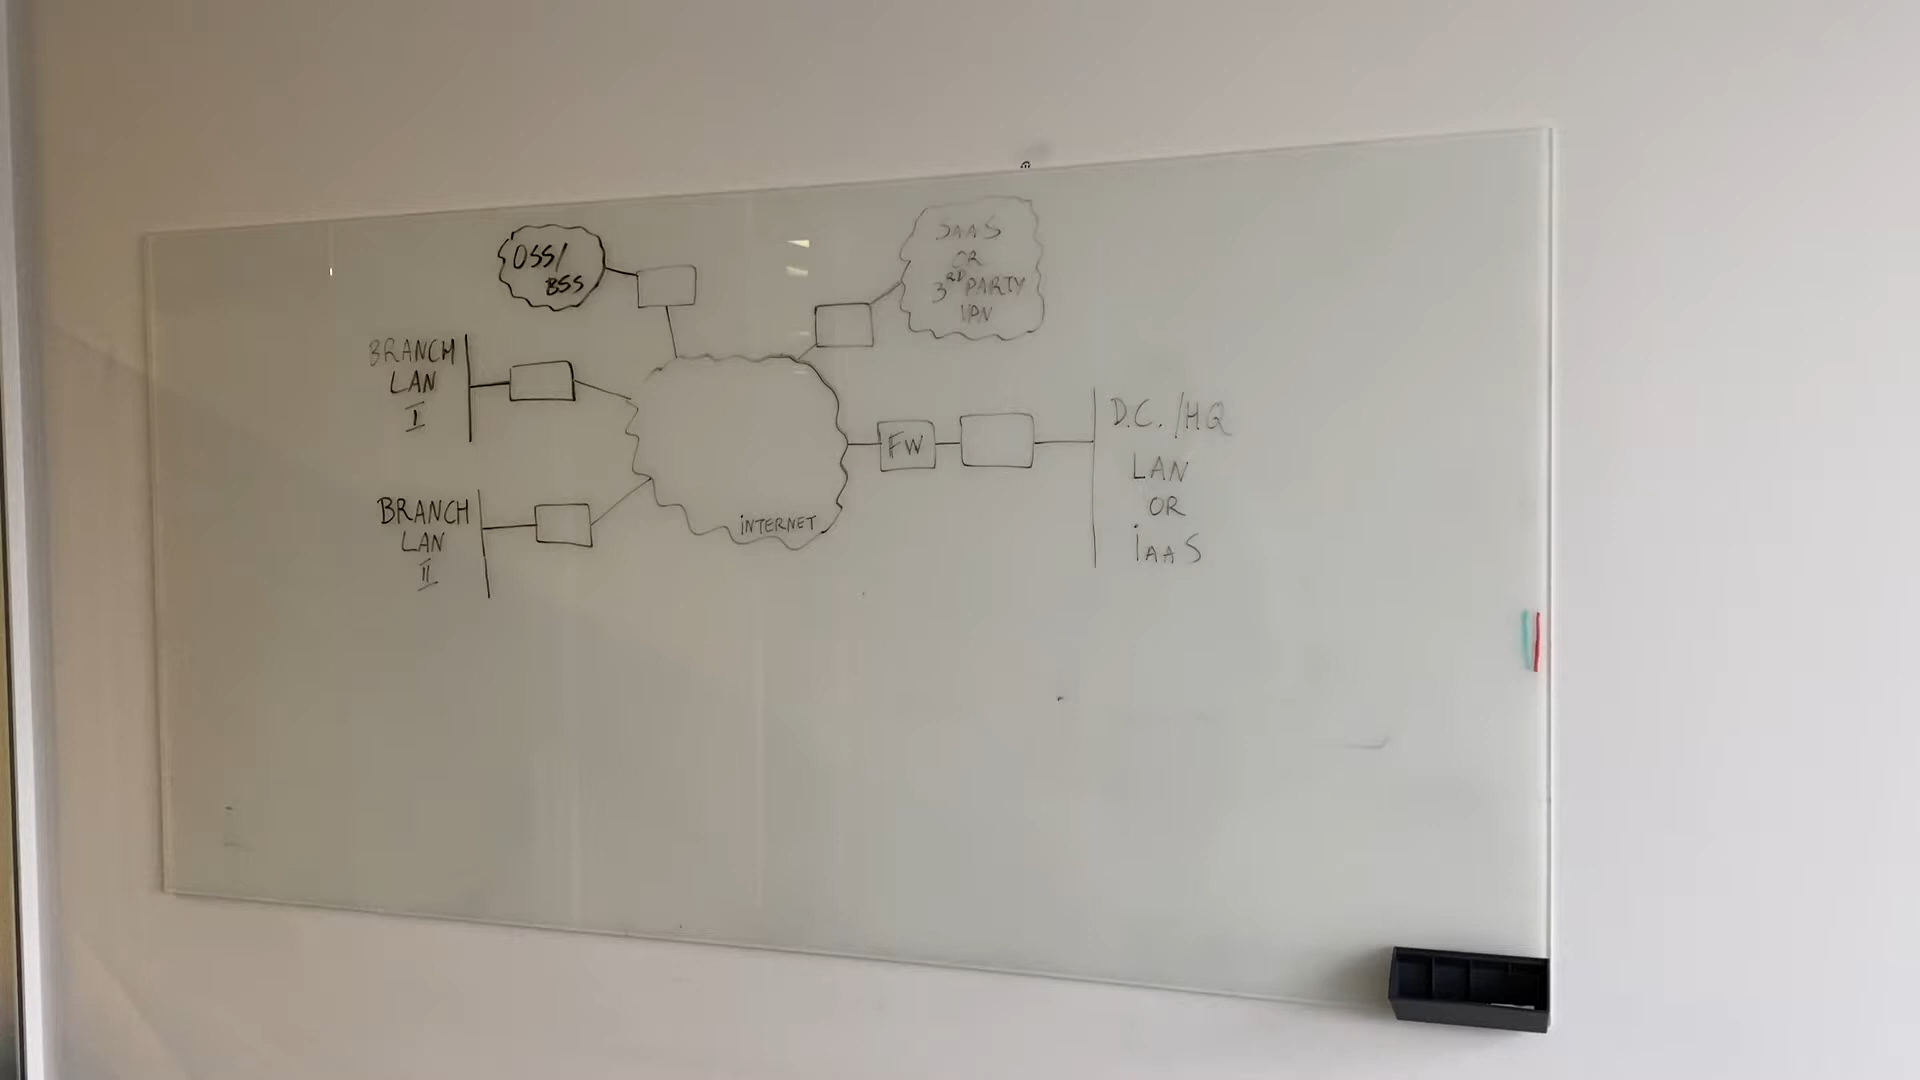 OSS/
BSS
SAAS
OR
3RD PARTY
VPN
BRANCH
LAN
I
BRANCH
LAN
II
INTERNET
FW
D.C./HQ
LAN
OR
iAAS